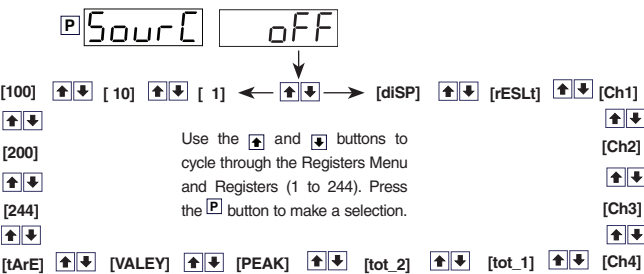 P SourC oFF
[100] [ 10] [ 1] [diSP] [rESLt] [Ch1]
Use the and buttons to
cycle through the Registers Menu
and Registers (1 to 244). Press
the P button to make a selection.
[200] [Ch2]
[244] [Ch3]
[tArE] [VALEY] [PEAK] [tot_2] [tot_1] [Ch4]